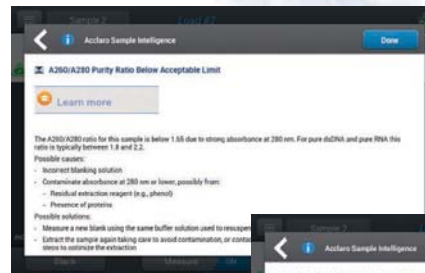 Sample 2 Load #2
Acclaro Sample Intelligence Done
A260/A280 Purity Ratio Below Acceptable Limit
Learn more
The A260/A280 ratio for this sample is below 1.55 due to strong absorbance at 280 nm. For pure dsDNA and pure RNA this
ratio is typically between 1.8 and 2.2.
Possible causes:
- Incorrect blanking solution
- Contaminate absorbance at 280 nm or lower, possibly from:
- Residual extraction reagent (e.g., phenol)
- Presence of proteins
Possible solutions:
- Measure a new blank using the same buffer solution used to resuspen
- Extract the sample again taking care to avoid contamination, or contac
steps to optimize the extraction
Blank Measure
Sample 2
Acclaro Sample Intelligence